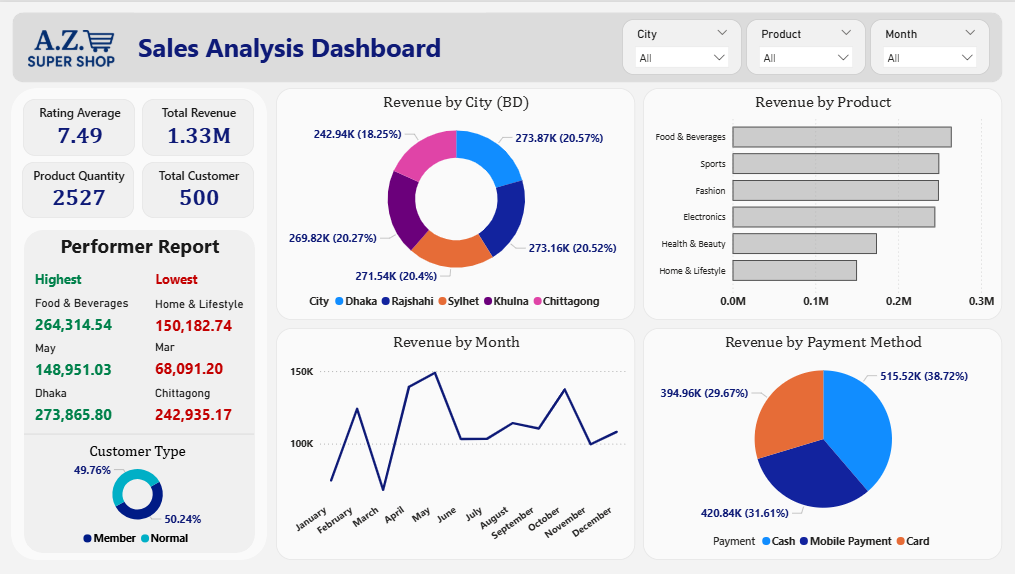 A.Z.
SUPER SHOP
Sales Analysis Dashboard
City
All
Product
All
Month
All
Rating Average
7.49
Total Revenue
1.33M
Product Quantity
2527
Total Customer
500
Performer Report
Highest
Lowest
Food & Beverages
Home & Lifestyle
264,314.54
150,182.74
May
Mar
148,951.03
68,091.20
Dhaka
Chittagong
273,865.80
242,935.17
Customer Type
49.76%
50.24%
Member Normal
Revenue by City (BD)
242.94K (18.25%)
273.87K (20.57%)
269.82K (20.27%)
273.16K (20.52%)
271.54K (20.4%)
City Dhaka Rajshahi Sylhet Khulna Chittagong
Revenue by Product
Food & Beverages
Sports
Fashion
Electronics
Health & Beauty
Home & Lifestyle
0.0M 0.1M 0.2M 0.3M
Revenue by Month
150K
100K
January
February
March
April
May
June
July
August
September
October
November
December
Revenue by Payment Method
515.52K (38.72%)
394.96K (29.67%)
420.84K (31.61%)
Payment Cash Mobile Payment Card